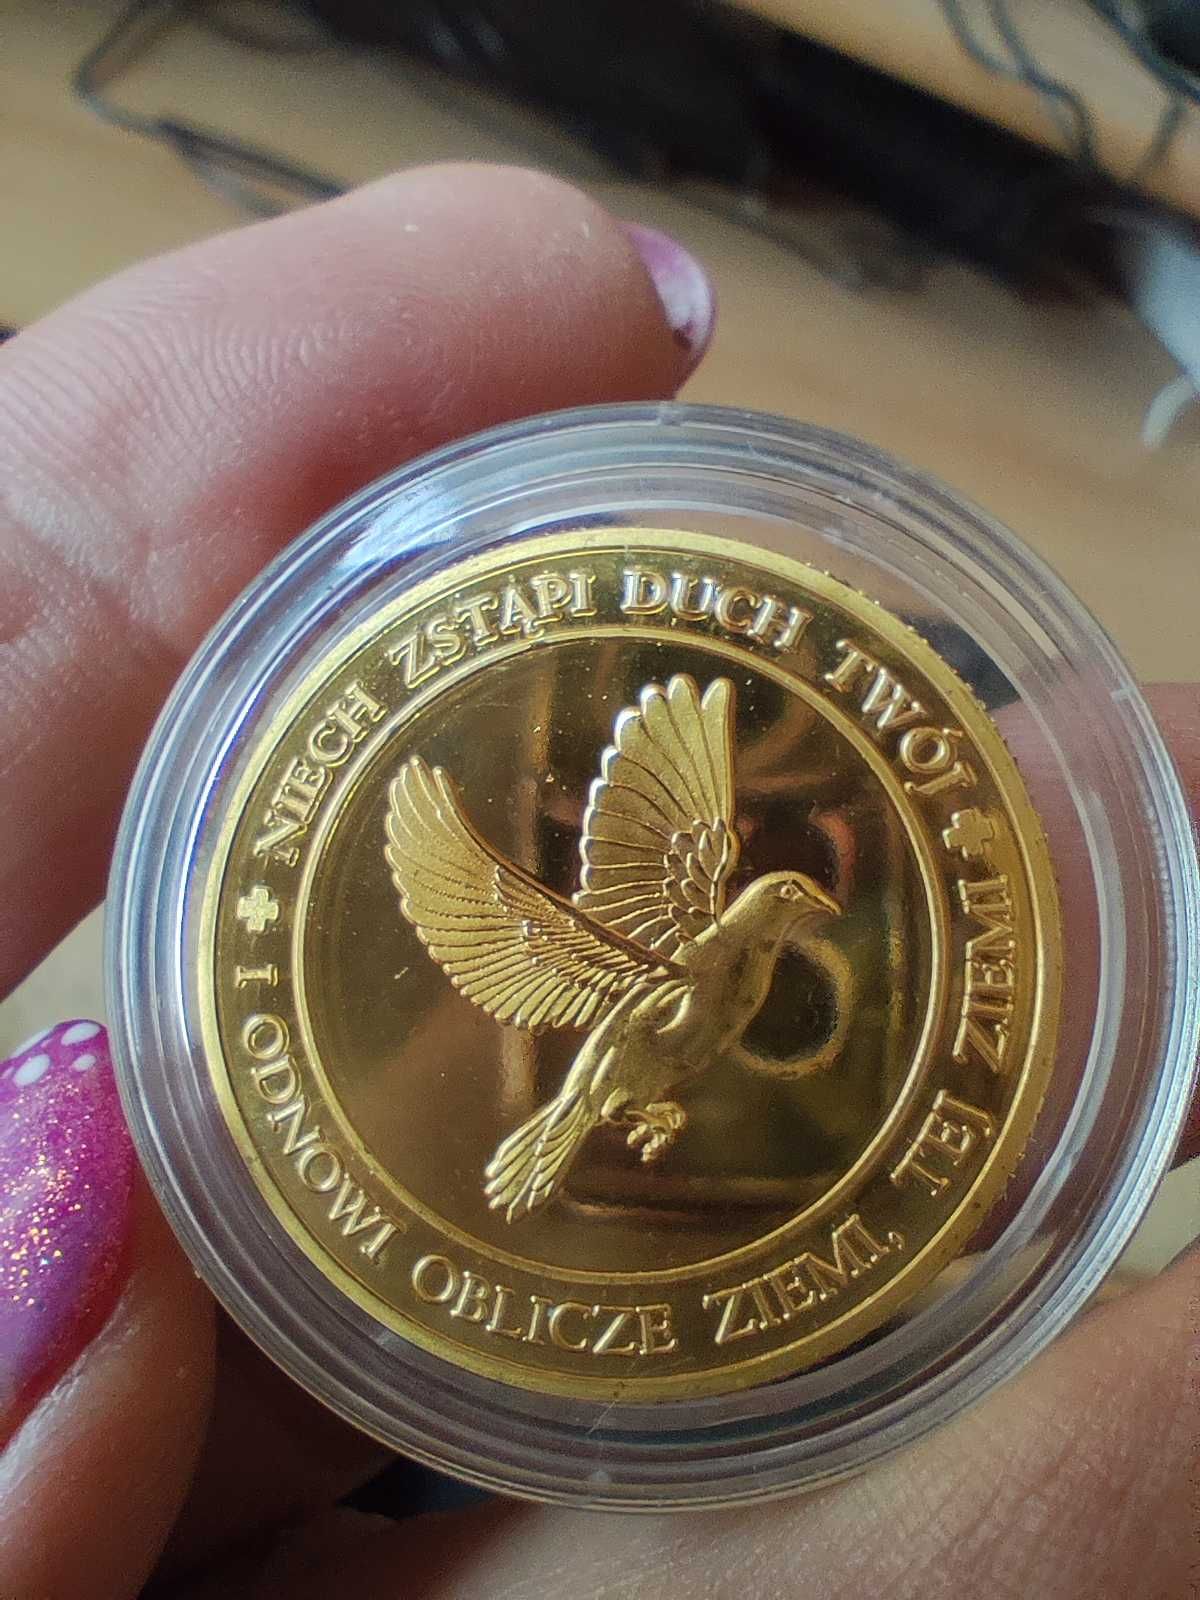 NIECH ZSTĄPI DUCH TWÓJ
I ODNOWI OBLICZE ZIEMI, TEJ ZIEMI